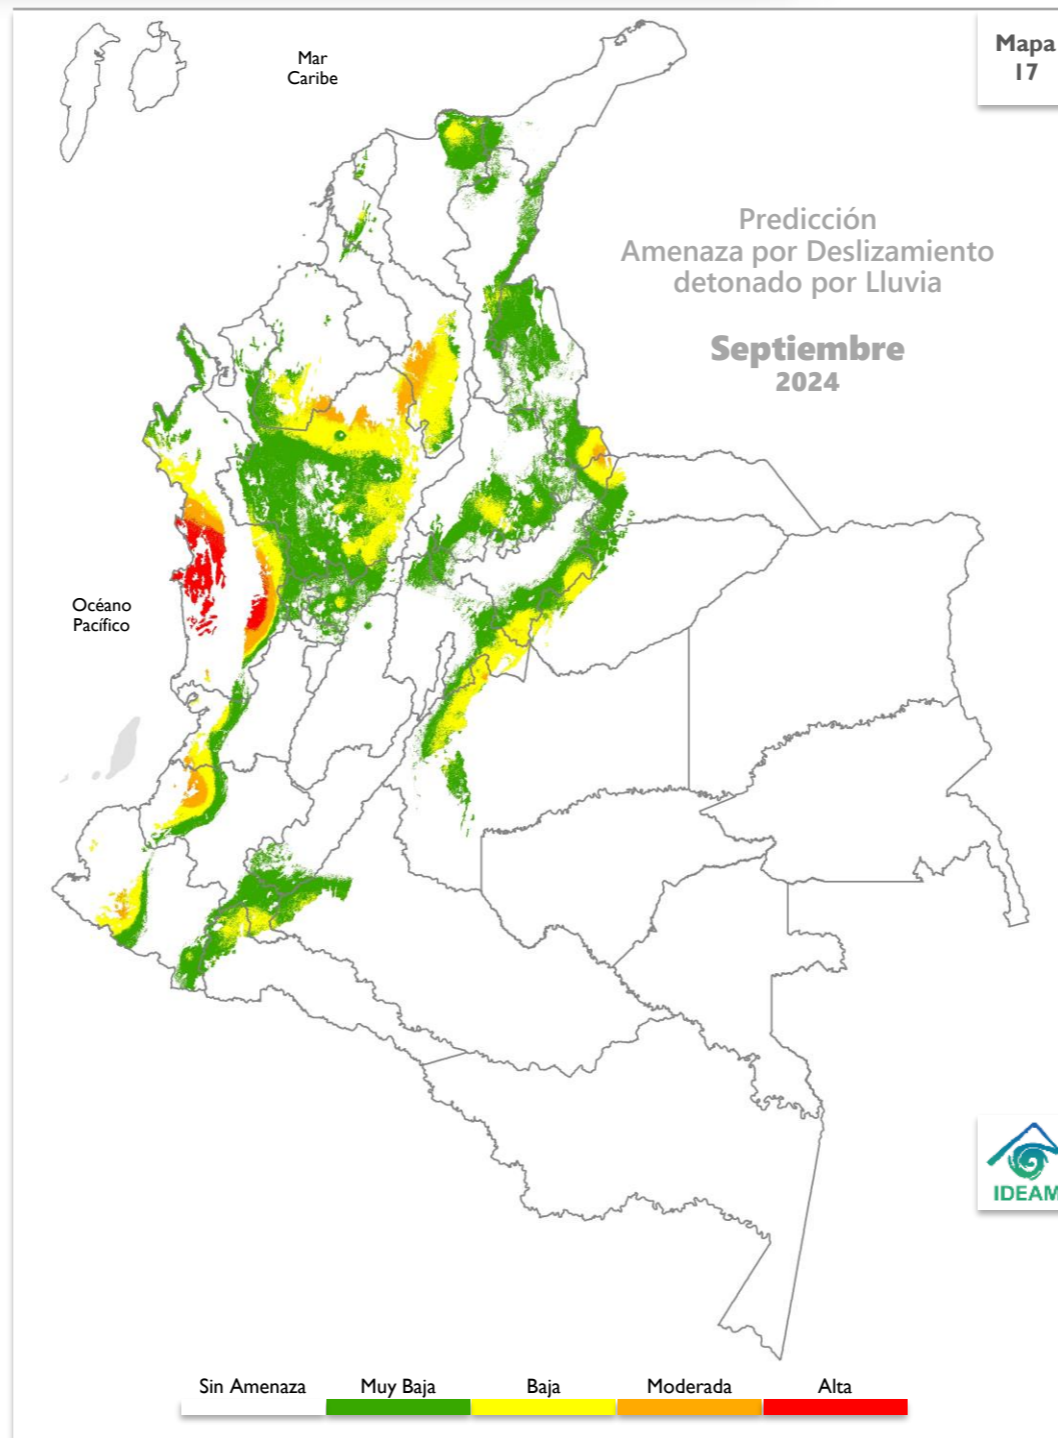 Mapa
17
Mar
Caribe
Predicción
Amenaza por Deslizamiento
detonado por Lluvia
Septiembre
2024
Océano
Pacífico
IDEAM
Sin Amenaza
Muy Baja
Baja
Moderada
Alta